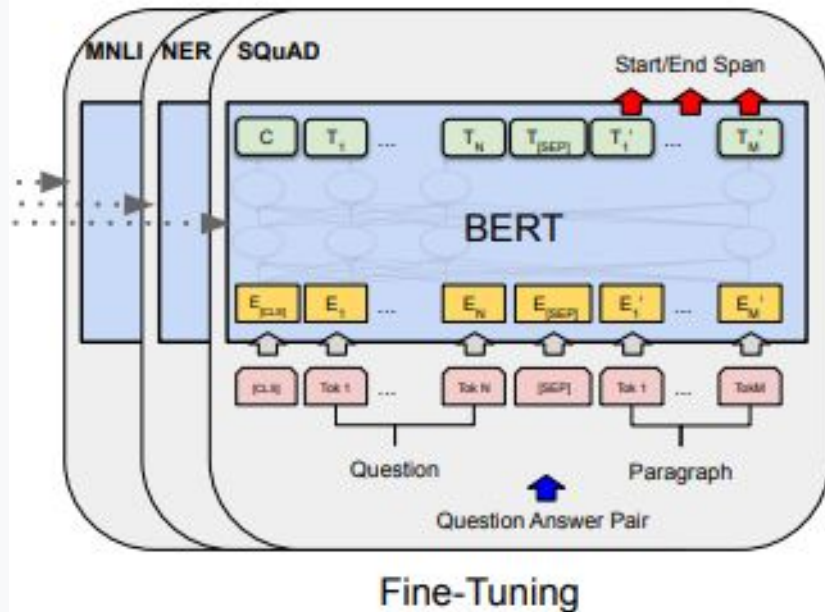 MNLI NER SQuAD
Start/End Span
C T1 ... TN T[SEP] T1' ... TM'
BERT
E[CLS] E1 ... EN E[SEP] E1' ... EM'
[CLS] Tok 1 ... Tok N [SEP] Tok 1 ... TokM
Question Paragraph
Question Answer Pair
Fine-Tuning